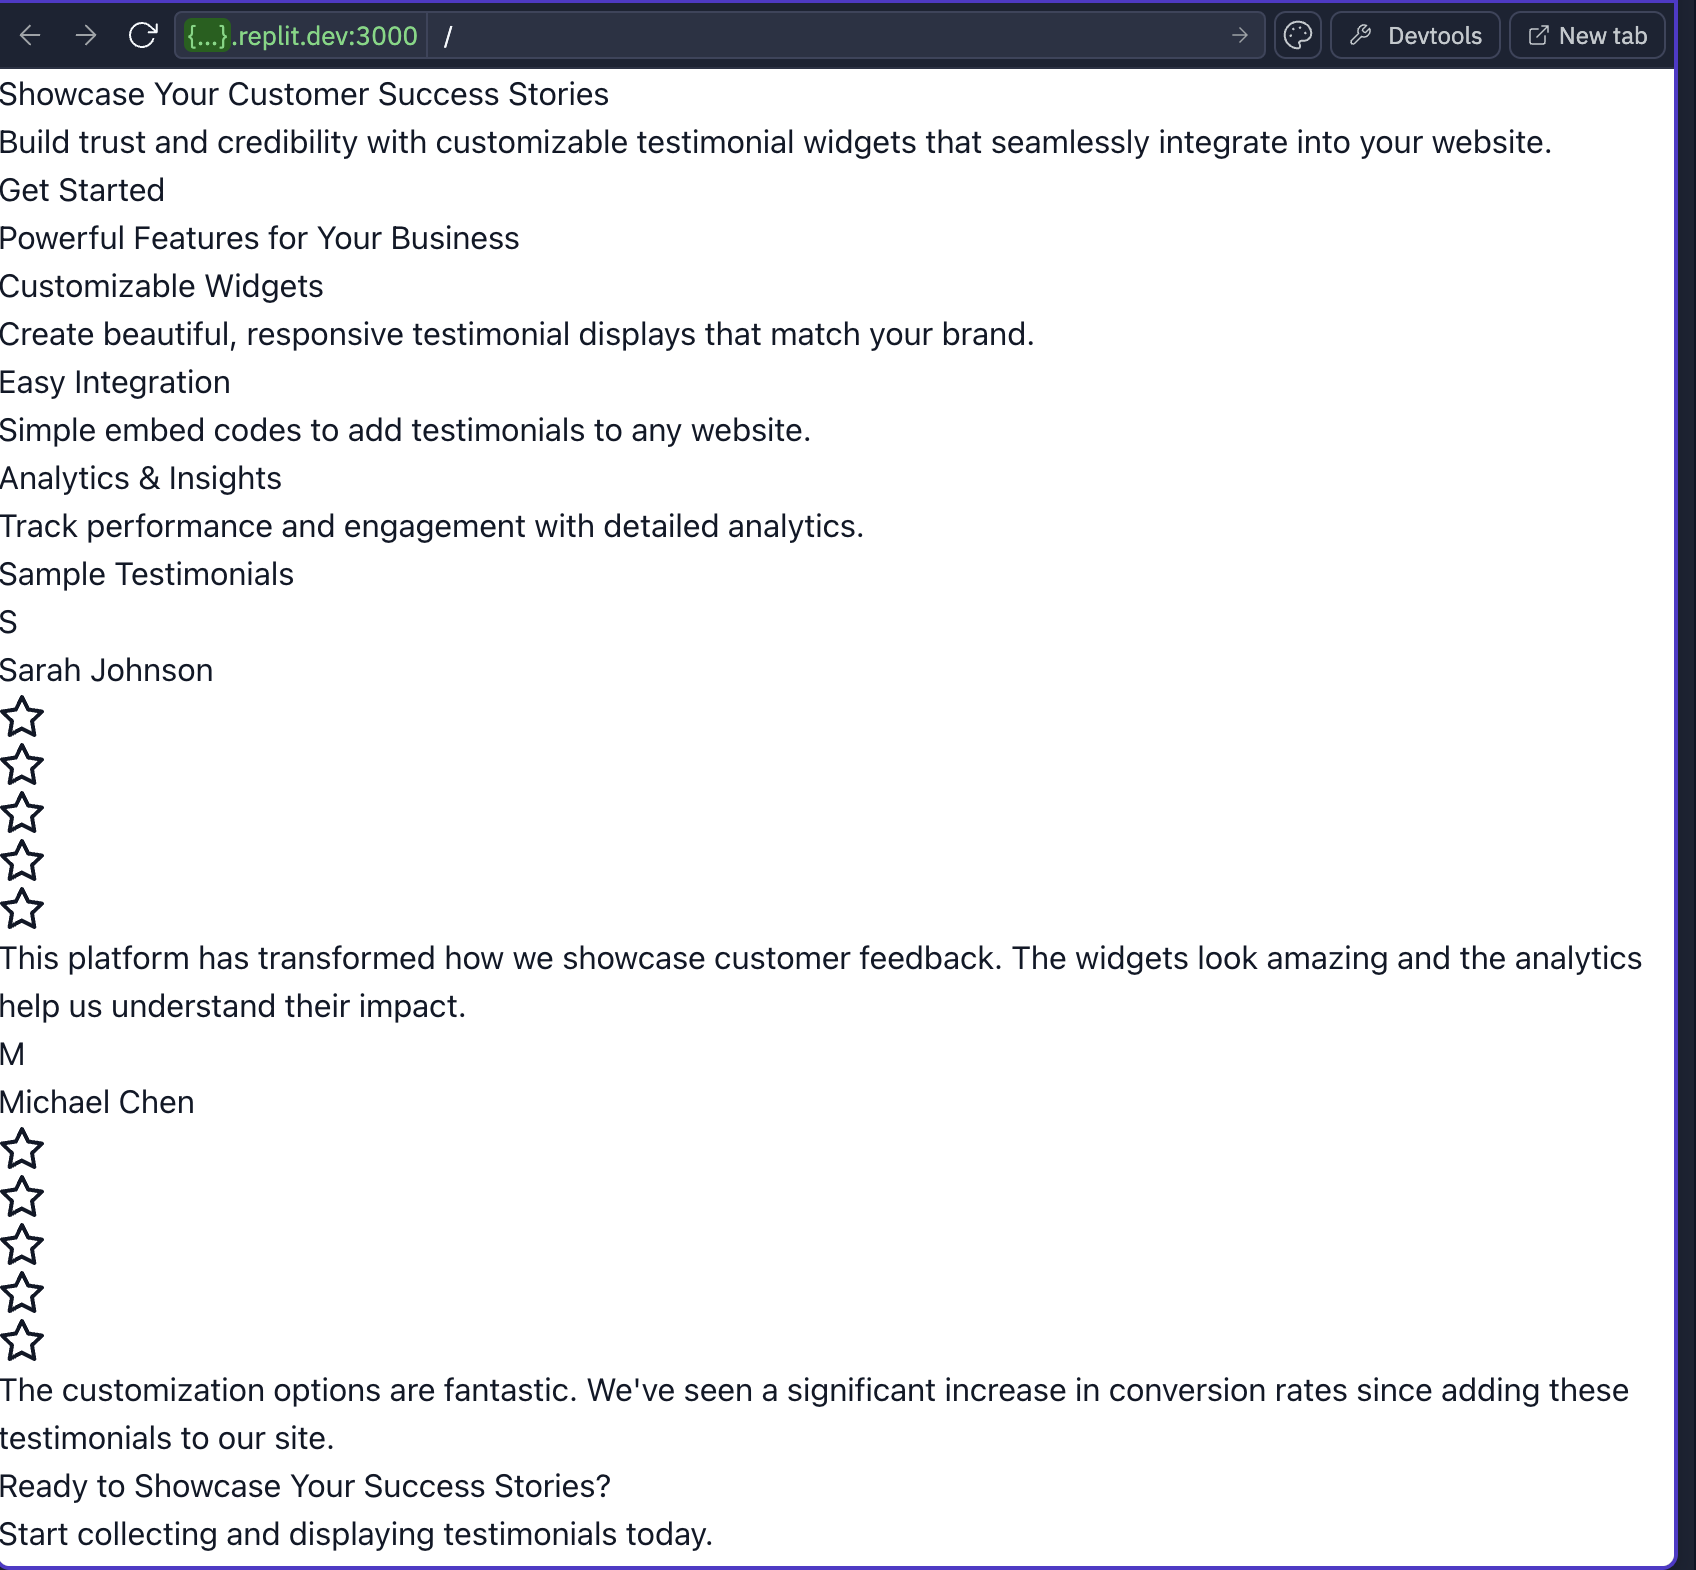 {...}.replit.dev:3000 / Devtools New tab
Showcase Your Customer Success Stories
Build trust and credibility with customizable testimonial widgets that seamlessly integrate into your website.
Get Started
Powerful Features for Your Business
Customizable Widgets
Create beautiful, responsive testimonial displays that match your brand.
Easy Integration
Simple embed codes to add testimonials to any website.
Analytics & Insights
Track performance and engagement with detailed analytics.
Sample Testimonials
S
Sarah Johnson
This platform has transformed how we showcase customer feedback. The widgets look amazing and the analytics
help us understand their impact.
M
Michael Chen
The customization options are fantastic. We've seen a significant increase in conversion rates since adding these
testimonials to our site.
Ready to Showcase Your Success Stories?
Start collecting and displaying testimonials today.